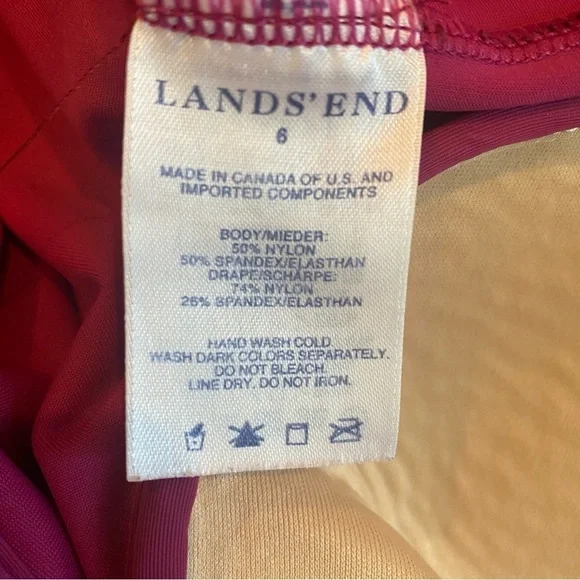 LANDS' END
6
MADE IN CANADA OF U.S. AND
IMPORTED COMPONENTS
BODY/MIEDER:
50% NYLON
50% SPANDEX/ELASTHAN
DRAPE/SCHARPE:
74% NYLON
26% SPANDEX/ELASTHAN
HAND WASH COLD.
WASH DARK COLORS SEPARATELY.
DO NOT BLEACH.
LINE DRY. DO NOT IRON.